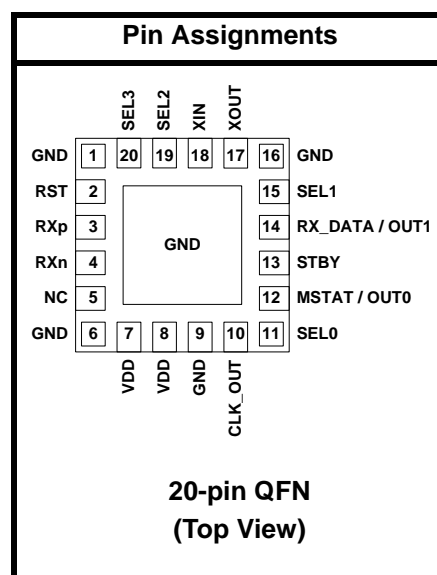 Pin Assignments
SEL3 SEL2 XIN XOUT
GND 1 20 19 18 17 16 GND
RST 2 15 SEL1
RXp 3 14 RX_DATA / OUT1
GND
RXn 4 13 STBY
NC 5 12 MSTAT / OUT0
GND 6 7 8 9 10 11 SEL0
VDD VDD GND CLK_OUT
20-pin QFN
(Top View)